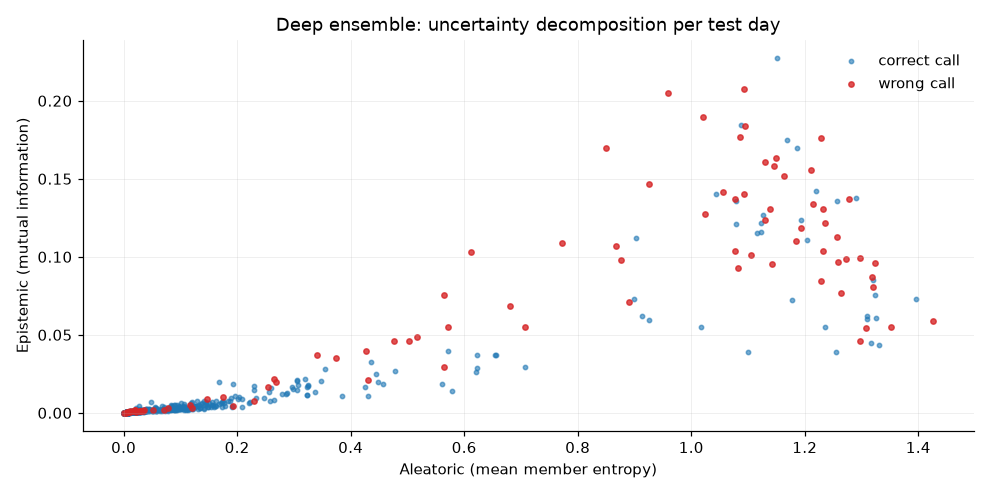 Deep ensemble: uncertainty decomposition per test day
correct call
wrong call
Epistemic (mutual information)
0.20
0.15
0.10
0.05
0.00
0.0 0.2 0.4 0.6 0.8 1.0 1.2 1.4
Aleatoric (mean member entropy)